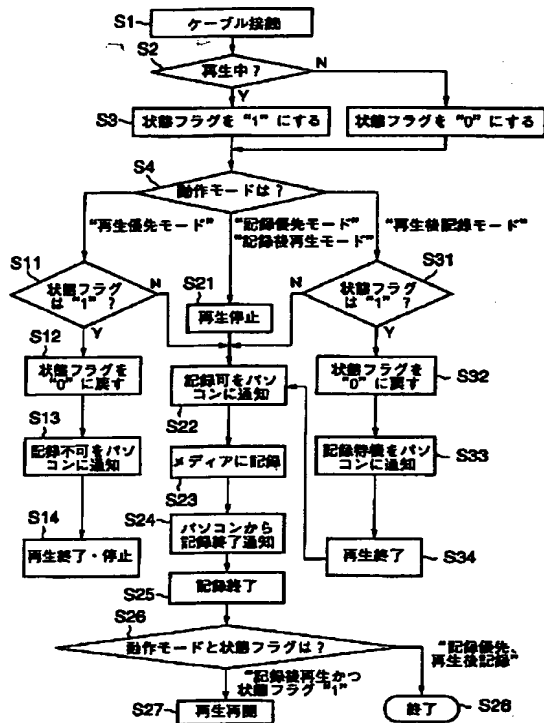 S1
ケーブル接続
S2
再生中？
N
Y
S3
状態フラグを“1”にする
状態フラグを“0”にする
S4
動作モードは？
“再生優先モード”
“記録優先モード”
“記録後再生モード”
“再生後記録モード”
S11
状態フラグ
は“1”？
N
Y
S21
再生停止
S31
状態フラグ
は“1”？
N
Y
S12
状態フラグを
“0”に戻す
S22
記録可をパソ
コンに通知
S32
状態フラグを
“0”に戻す
S13
記録不可をパソ
コンに通知
S23
メディアに記録
S33
記録待機をパソ
コンに通知
S14
再生終了・停止
S24
パソコンから
記録終了通知
S34
再生終了
S25
記録終了
S26
動作モードと状態フラグは？
“記録後再生かつ
状態フラグ“1”
“記録優先、
再生後記録”
S27
再生再開
終了
S28